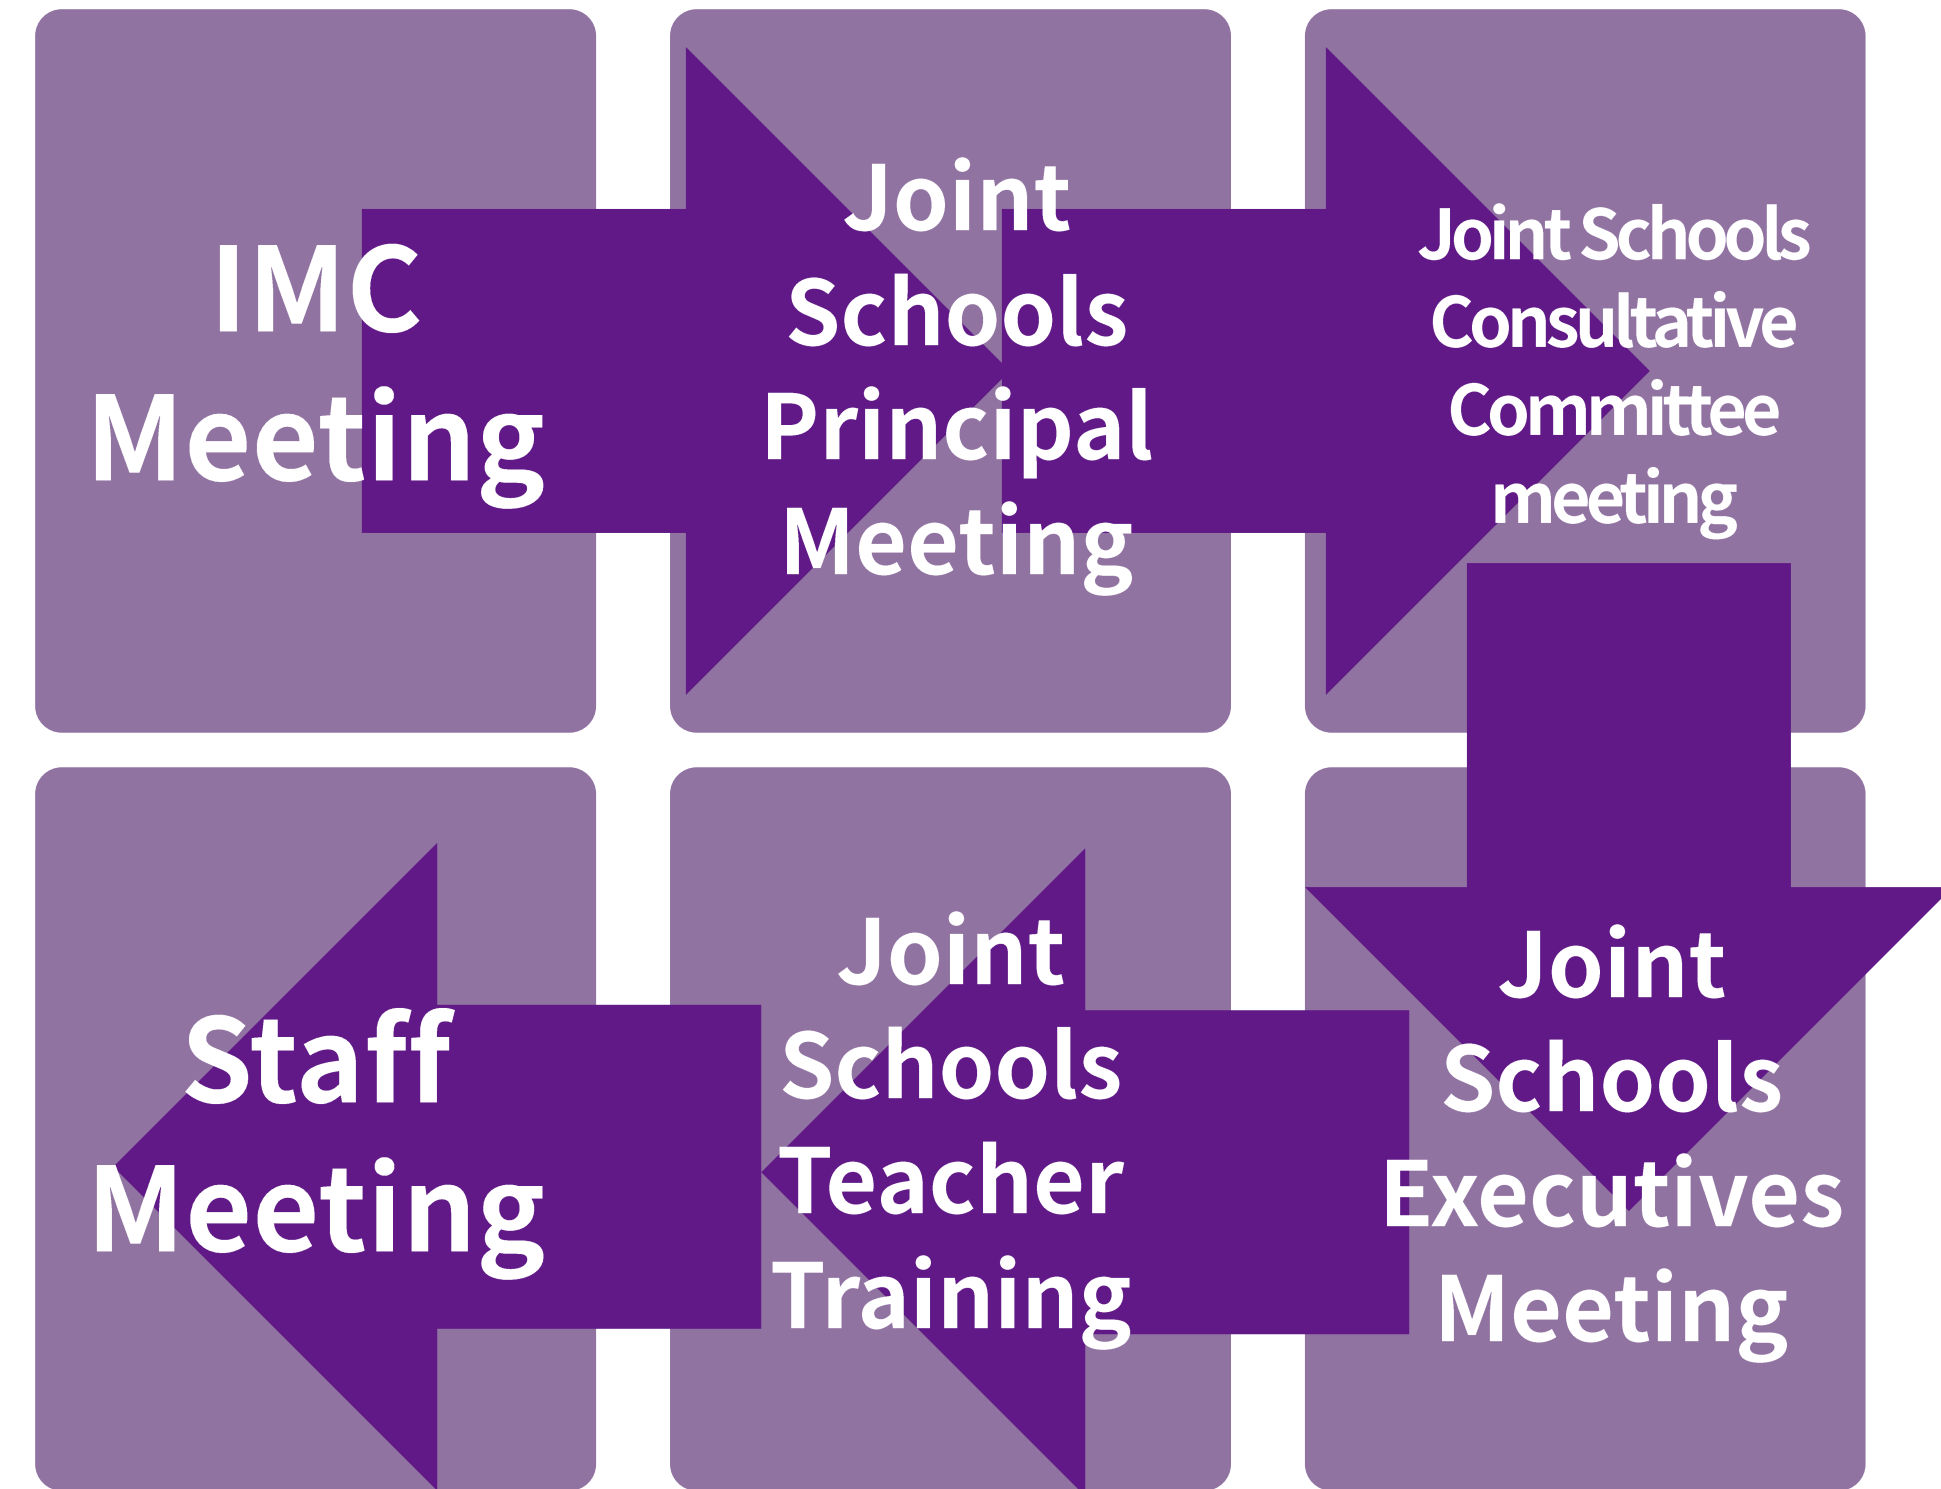 IMC
Meeting
Joint
Schools
Principal
Meeting
Joint Schools
Consultative
Committee
meeting
Joint
Schools
Executives
Meeting
Joint
Schools
Teacher
Training
Staff
Meeting